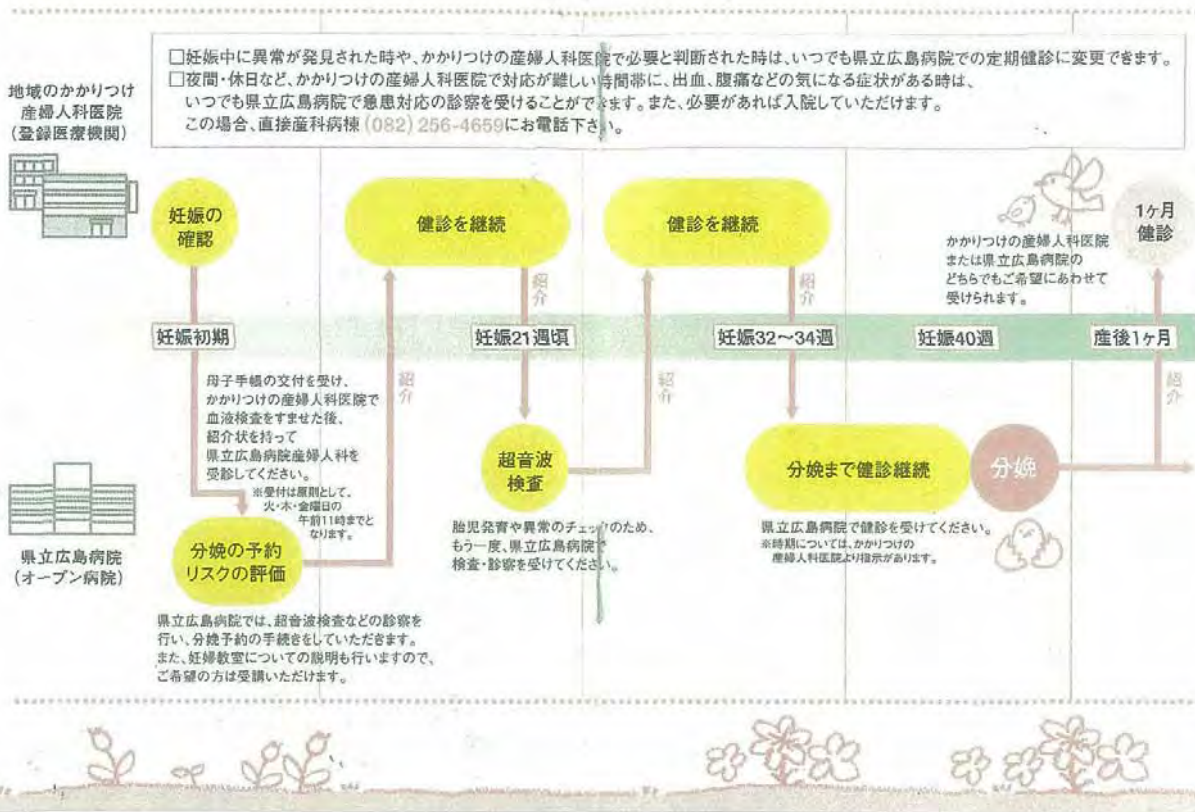 □妊娠中に異常が発見された時や、かかりつけの産婦人科医院で必要と判断された時は、いつでも県立広島病院での定期健診に変更できます。
□夜間・休日など、かかりつけの産婦人科医院で対応が難しい時間帯に、出血、腹痛などの気になる症状がある時は、
いつでも県立広島病院で急患対応の診察を受けることができます。また、必要があれば入院していただけます。
この場合、直接産科病棟(082)256-4659にお電話下さい。
地域のかかりつけ
産婦人科医院
(登録医療機関)
妊娠の
確認
健診を継続
健診を継続
1ヶ月
健診
かかりつけの産婦人科医院
または県立広島病院の
どちらでもご希望にあわせて
受けられます。
紹介
紹介
妊娠初期
妊娠21週頃
妊娠32〜34週
妊娠40週
産後1ヶ月
母子手帳の交付を受け、
かかりつけの産婦人科医院で
血液検査をすませた後、
紹介状を持って
県立広島病院産婦人科を
受診してください。
※受付は原則として、
火・木・金曜日の
午前11時までと
なります。
紹介
紹介
紹介
超音波
検査
分娩まで健診継続
分娩
県立広島病院
(オープン病院)
分娩の予約
リスクの評価
胎児発育や異常のチェックのため、
もう一度、県立広島病院で
検査・診察を受けてください。
県立広島病院で健診を受けてください。
※時期については、かかりつけの
産婦人科医院より指示があります。
県立広島病院では、超音波検査などの診察を
行い、分娩予約の手続きをしていただきます。
また、妊婦教室についての説明も行いますので、
ご希望の方は受講いただけます。